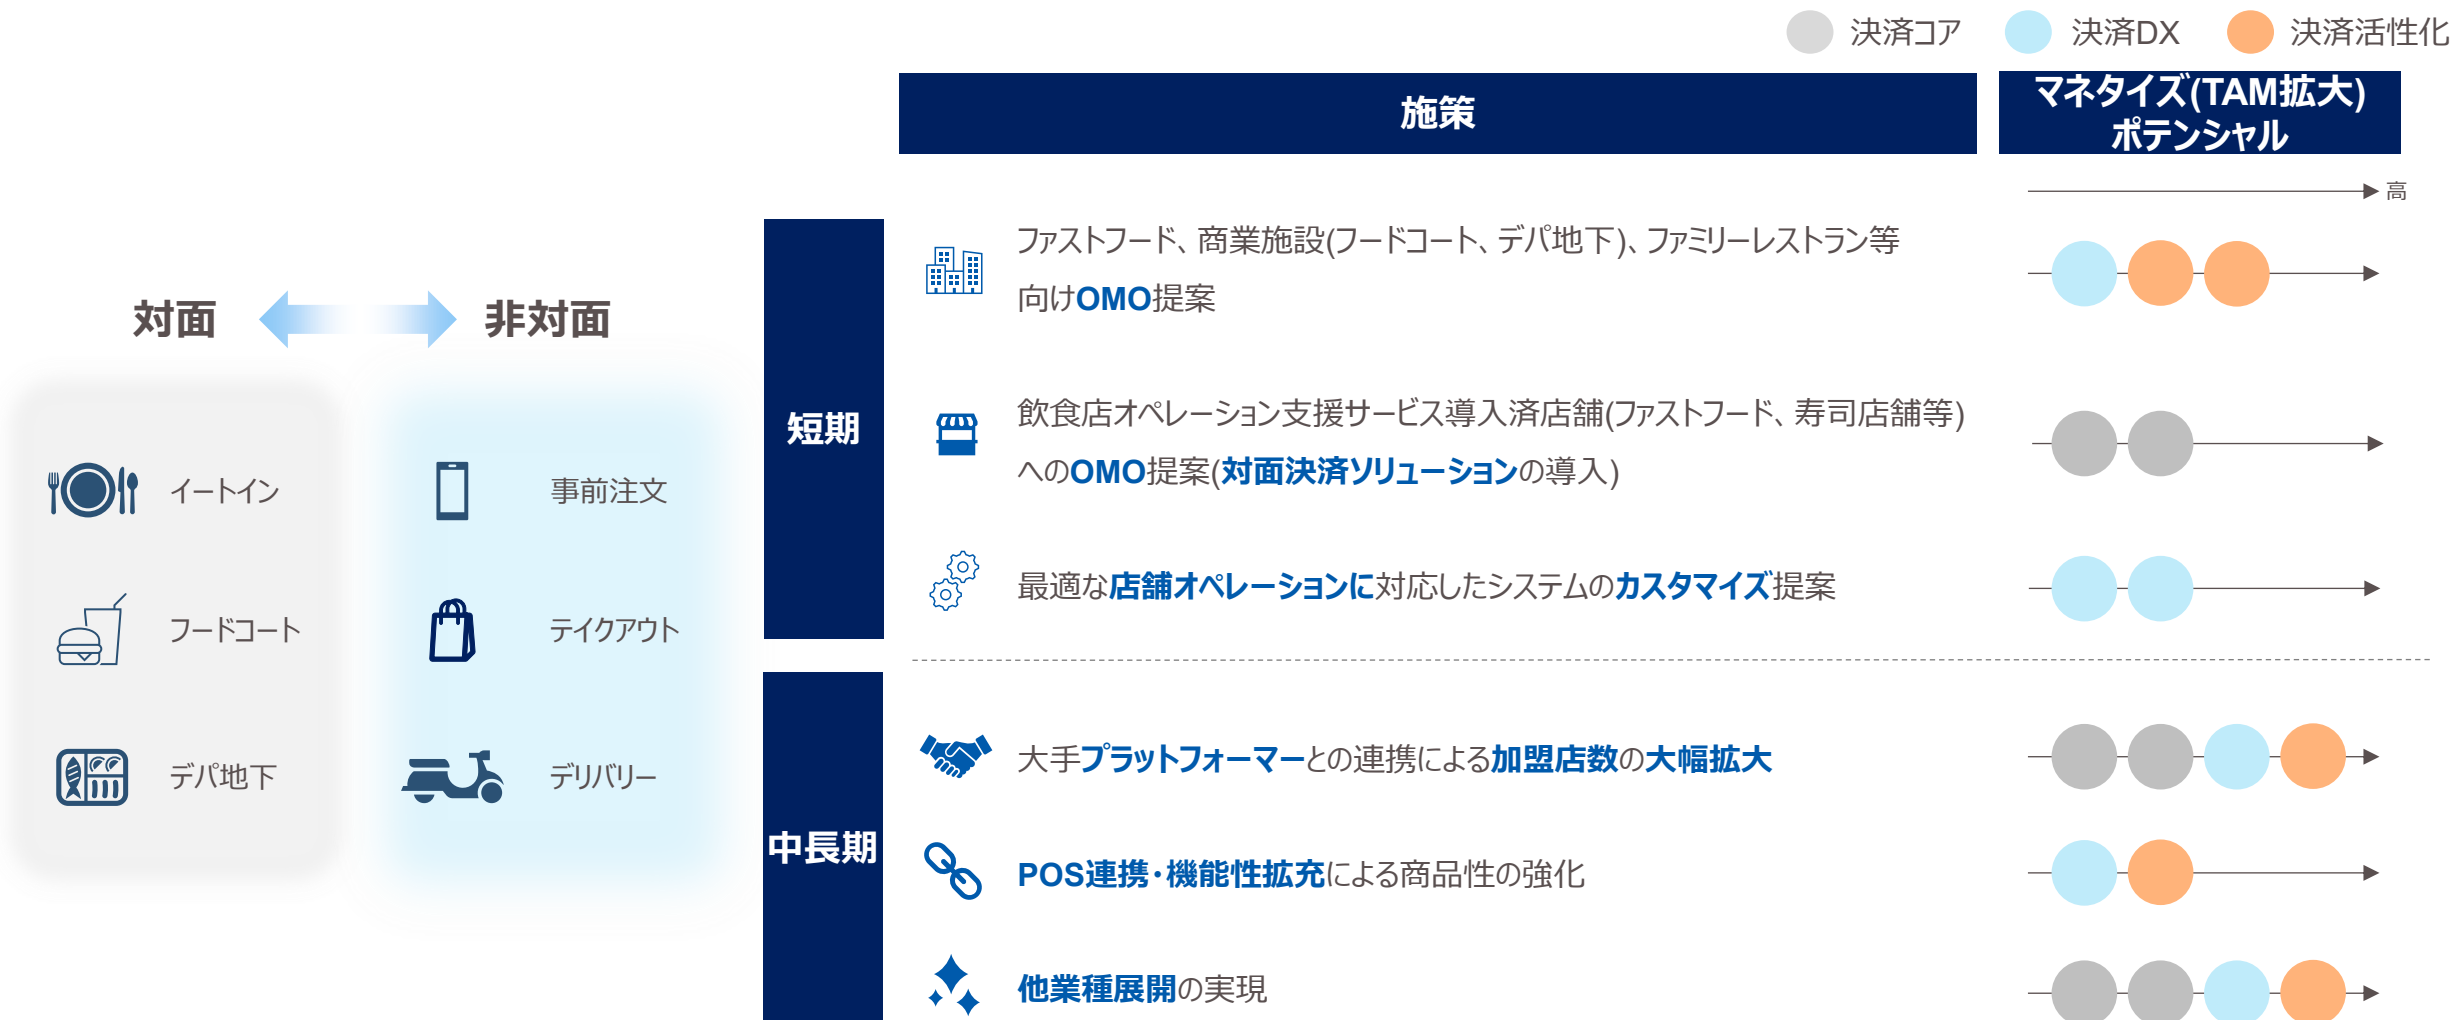 決済コア
決済DX
決済活性化
施策
マネタイズ(TAM拡大)
ポテンシャル
高
対面
非対面
イートイン
事前注文
フードコート
テイクアウト
デパ地下
デリバリー
短期
ファストフード、商業施設(フードコート、デパ地下)、ファミリーレストラン等
向けOMO提案
飲食店オペレーション支援サービス導入済店舗(ファストフード、寿司店舗等)
へのOMO提案(対面決済ソリューションの導入)
最適な店舗オペレーションに対応したシステムのカスタマイズ提案
中長期
大手プラットフォーマーとの連携による加盟店数の大幅拡大
POS連携・機能性拡充による商品性の強化
他業種展開の実現